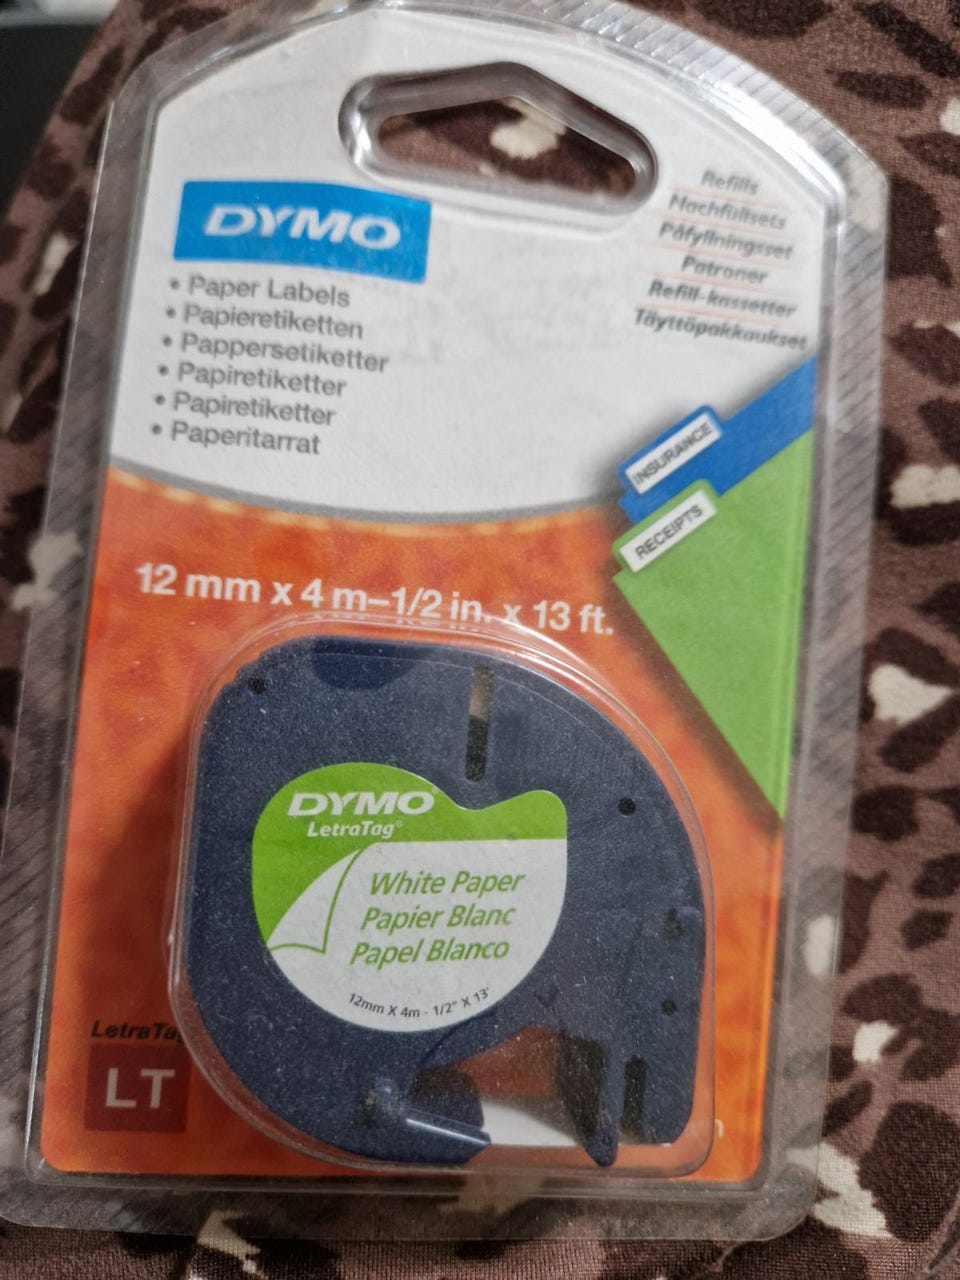 DYMO
• Paper Labels
• Papieretiketten
• Pappersetiketter
• Papiretiketter
• Papiretiketter
• Paperitarrat
Refills
Nachfüllsets
Påfyllningsset
Patroner
Refill-kassetter
Täyttöpakkaukset
INSURANCE
RECEIPTS
12 mm x 4 m–1/2 in. x 13 ft.
DYMO
LetraTag®
White Paper
Papier Blanc
Papel Blanco
12mm X 4m - 1/2" X 13'
LetraTag
LT